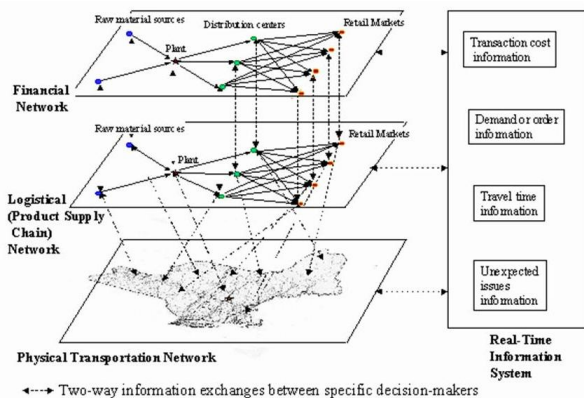 Raw material sources
Distribution centers
Retail Markets
Plant
Financial
Network
Raw material sources
Retail Markets
Plant
Logistical
(Product Supply
Chain)
Network
Physical Transportation Network
Transaction cost
information
Demand or order
information
Travel time
information
Unexpected
issues
information
Real-Time
Information
System
Two-way information exchanges between specific decision-makers